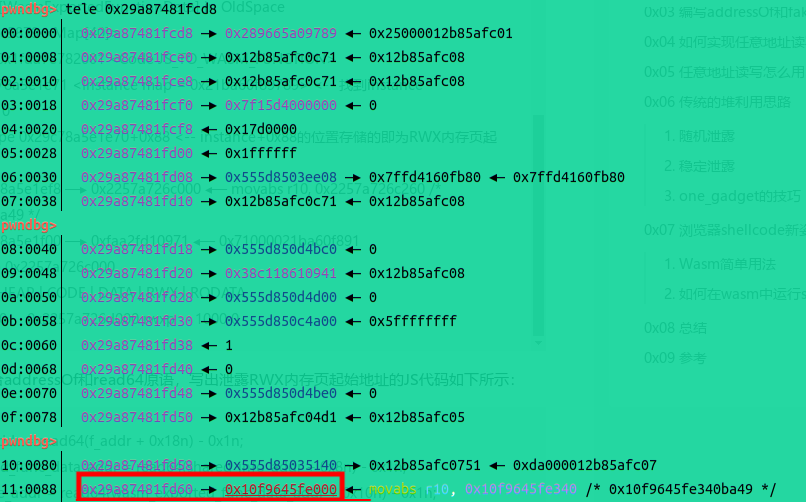 pwndbg> tele 0x29a87481fcd8
00:0000│ 0x29a87481fcd8 → 0x289665a09789 ← 0x25000012b85afc01
01:0008│ 0x29a87481fce0 → 0x12b85afc0c71 ← 0x12b85afc08
02:0010│ 0x29a87481fce8 → 0x12b85afc0c71 ← 0x12b85afc08
03:0018│ 0x29a87481fcf0 → 0x7f15d4000000 ← 0
04:0020│ 0x29a87481fcf8 ← 0x17d0000
05:0028│ 0x29a87481fd00 ← 0x1ffffff
06:0030│ 0x29a87481fd08 → 0x555d8503ee08 → 0x7ffd4160fb80 ← 0x7ffd4160fb80
07:0038│ 0x29a87481fd10 → 0x12b85afc0c71 ← 0x12b85afc08
pwndbg>
08:0040│ 0x29a87481fd18 → 0x555d850d4bc0 ← 0
09:0048│ 0x29a87481fd20 → 0x38c118610941 ← 0x12b85afc08
0a:0050│ 0x29a87481fd28 → 0x555d850d4d00 ← 0
0b:0058│ 0x29a87481fd30 → 0x555d850c4a00 ← 0x5ffffffff
0c:0060│ 0x29a87481fd38 ← 1
0d:0068│ 0x29a87481fd40 ← 0
0e:0070│ 0x29a87481fd48 → 0x555d850d4be0 ← 0
0f:0078│ 0x29a87481fd50 → 0x12b85afc04d1 ← 0x12b85afc05
pwndbg>
10:0080│ 0x29a87481fd58 → 0x555d85035140 → 0x12b85afc0751 ← 0xda000012b85afc07
11:0088│ 0x29a87481fd60 → 0x10f9645fe000 ← movabs r10, 0x10f9645fe340 /* 0x10f9645fe340ba49 */
OldSpace
的位置存储的即为RWX内存页起
addressOf和read64原语，写出泄露RWX内存页起始地址的JS代码如下所示：
0x03 编写addressOf和fak
0x04 如何实现任意地址读
0x05 任意地址读写怎么用
0x06 传统的堆利用思路
1. 随机泄露
2. 稳定泄露
3. one_gadget的技巧
0x07 浏览器shellcode新
1. Wasm简单用法
2. 如何在wasm中运行s
0x08 总结
0x09 参考